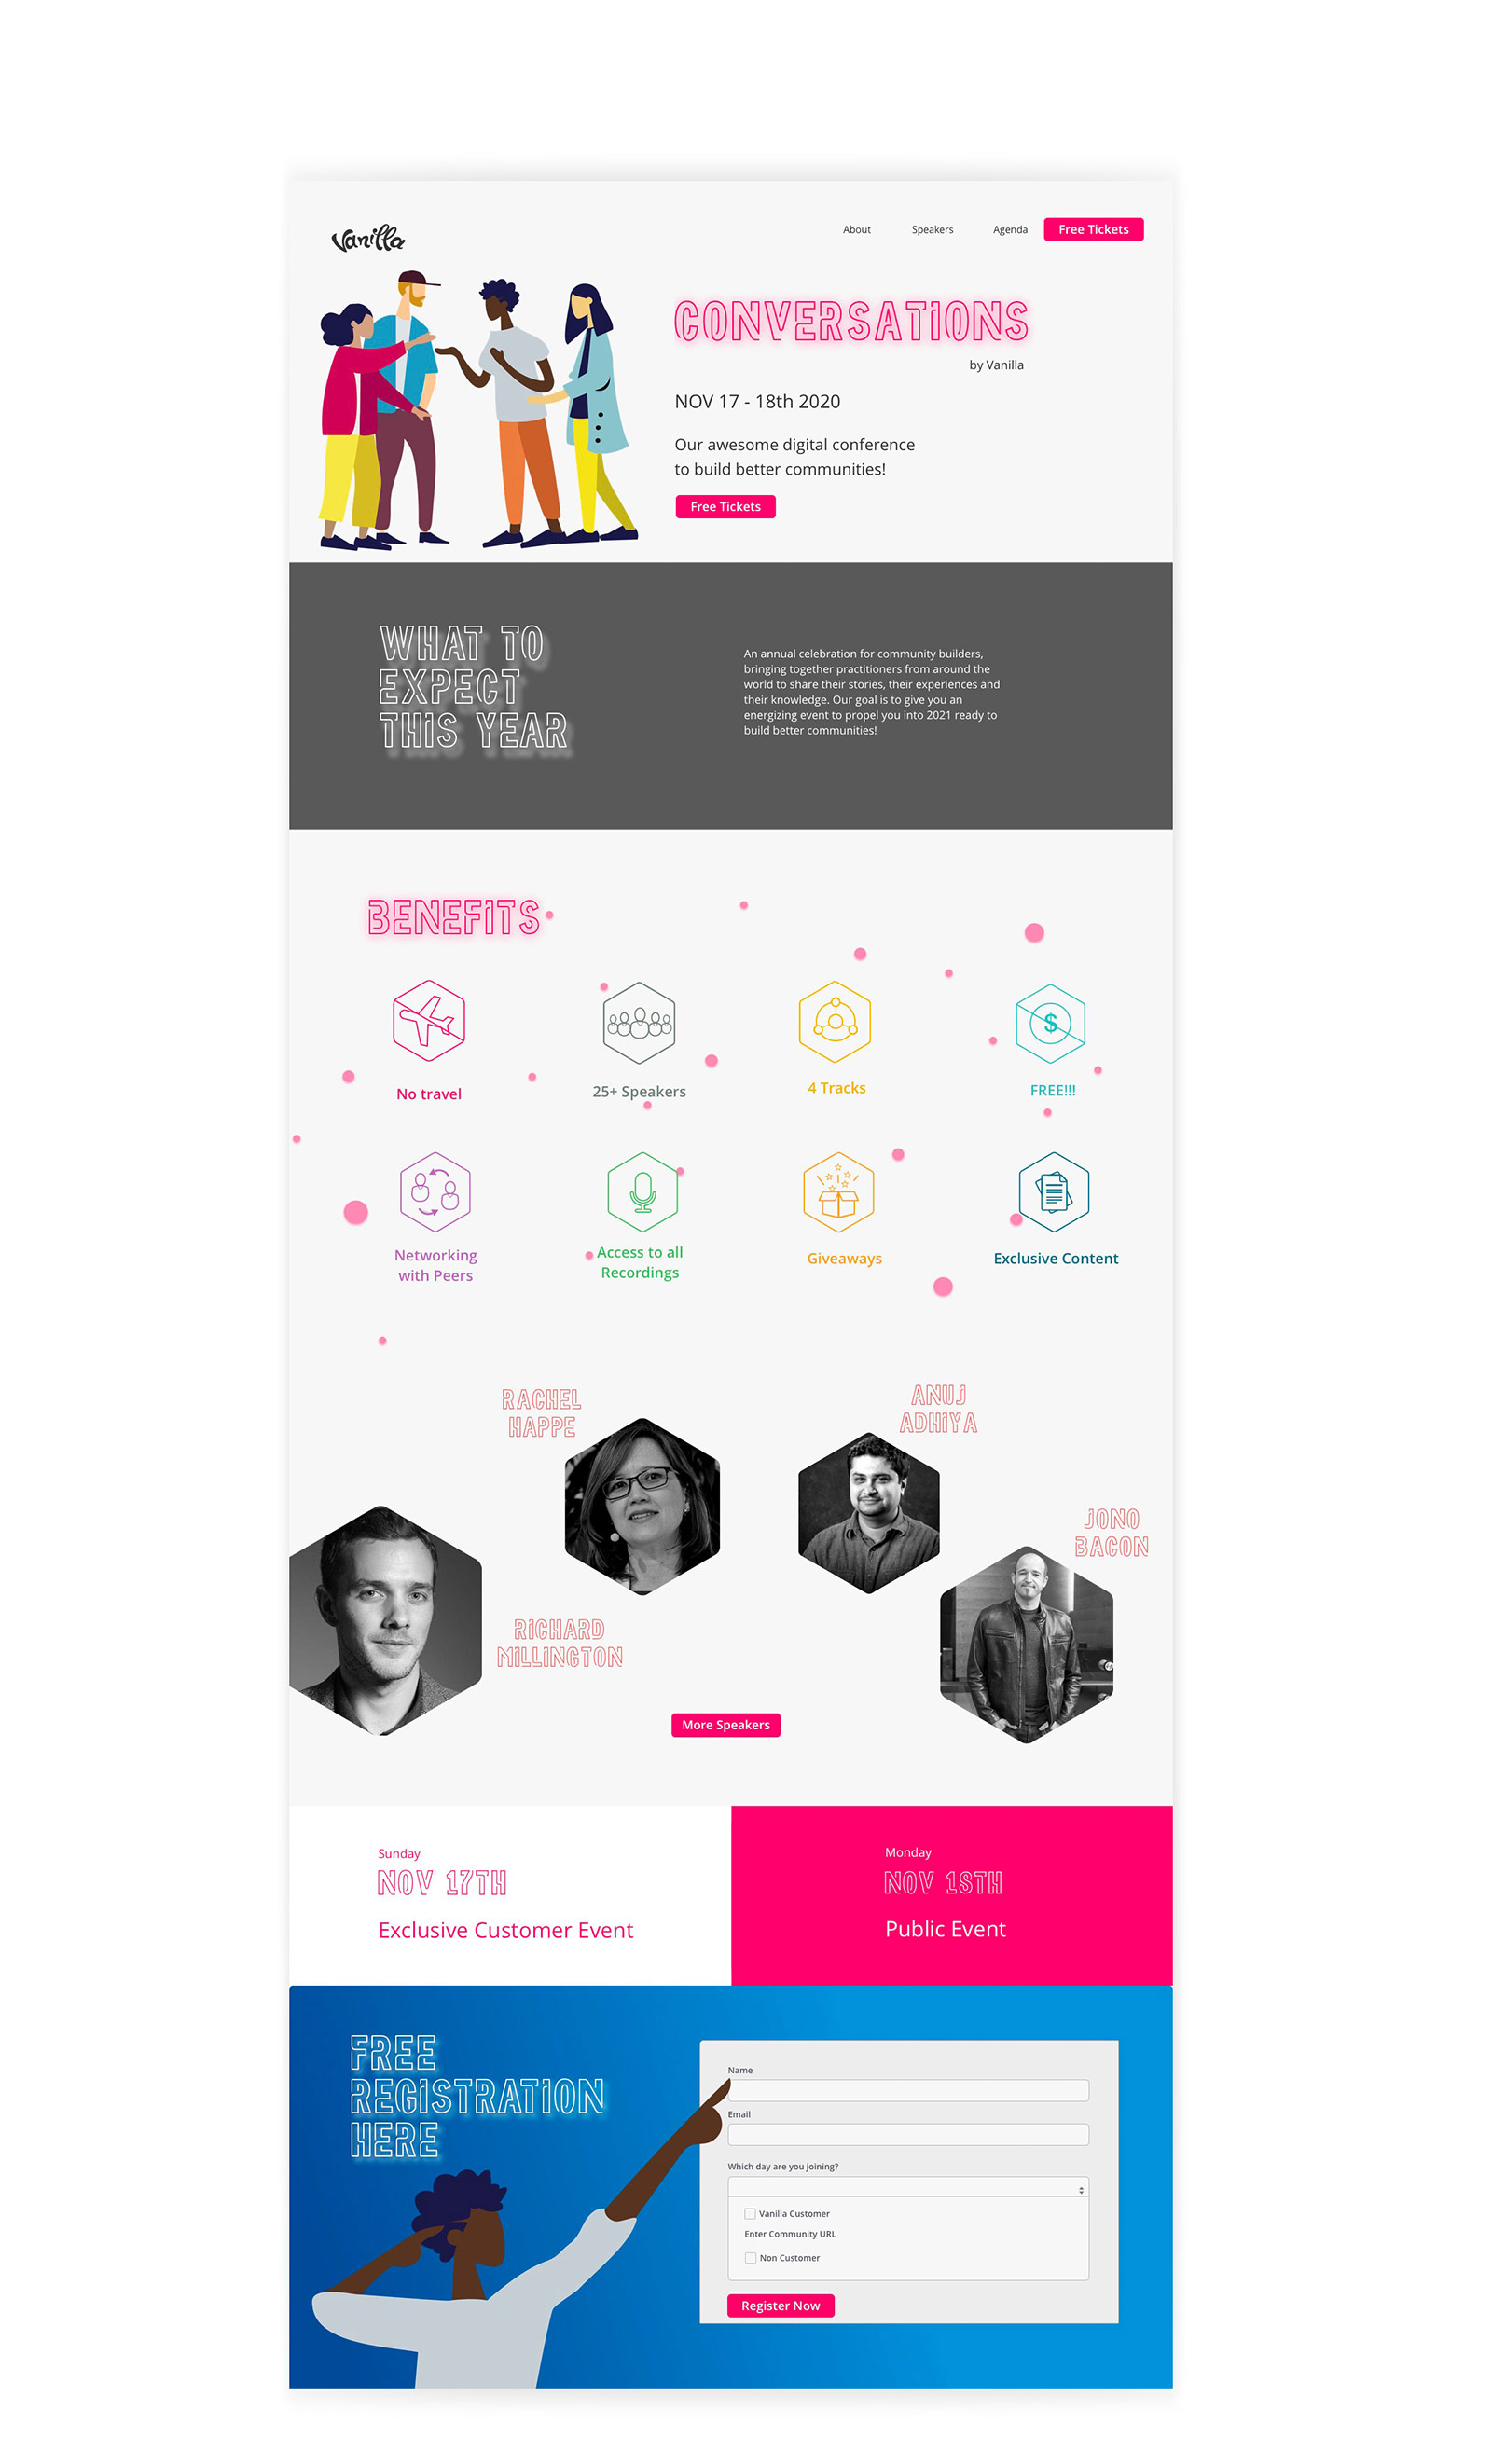 Vanilla
About Speakers Agenda Free Tickets
CONVERSATIONS
by Vanilla
NOV 17 - 18th 2020
Our awesome digital conference
to build better communities!
Free Tickets
WHAT TO
EXPECT
THIS YEAR
An annual celebration for community builders,
bringing together practitioners from around the
world to share their stories, their experiences and
their knowledge. Our goal is to give you an
energizing event to propel you into 2021 ready to
build better communities!
BENEFITS
No travel
25+ Speakers
4 Tracks
$
FREE!!!
Networking
with Peers
Access to all
Recordings
Giveaways
Exclusive Content
RACHEL
HAPPE
ANUJ
ADHIYA
JONO
BACON
RICHARD
MILLINGTON
More Speakers
Sunday
NOV 17TH
Exclusive Customer Event
Monday
NOV 18TH
Public Event
FREE
REGISTRATION
HERE
Name
Email
Which day are you joining?
Vanilla Customer
Enter Community URL
Non Customer
Register Now